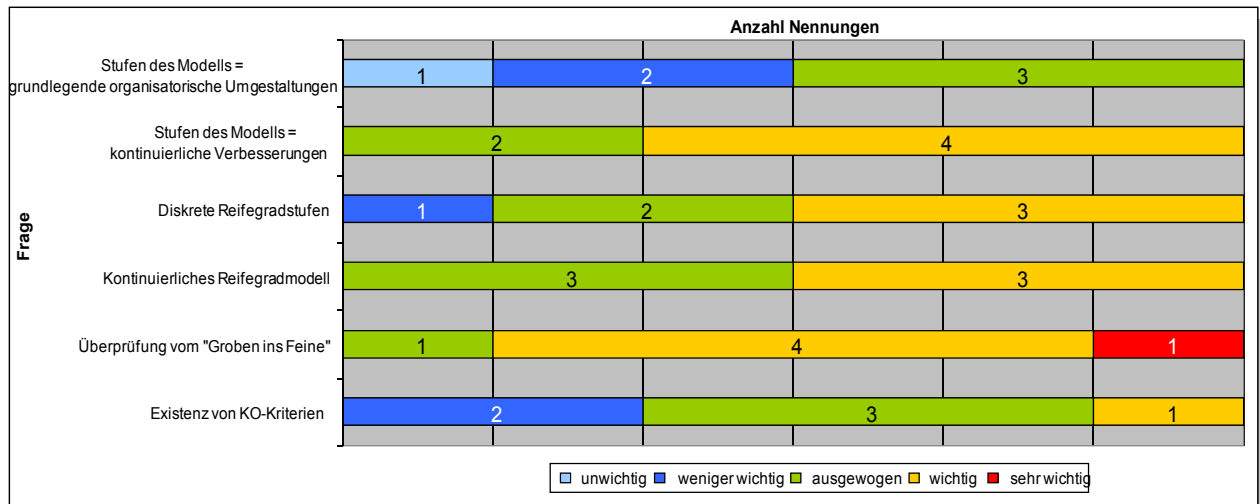 Anzahl Nennungen
Stufen des Modells =
grundlegende organisatorische Umgestaltungen
1 2 3
Stufen des Modells =
kontinuierliche Verbesserungen
2 4
Diskrete Reifegradstufen
1 2 3
Kontinuierliches Reifegradmodell
3 3
Überprüfung vom "Groben ins Feine"
1 4 1
Existenz von KO-Kriterien
2 3 1
Frage
unwichtig weniger wichtig ausgewogen wichtig sehr wichtig